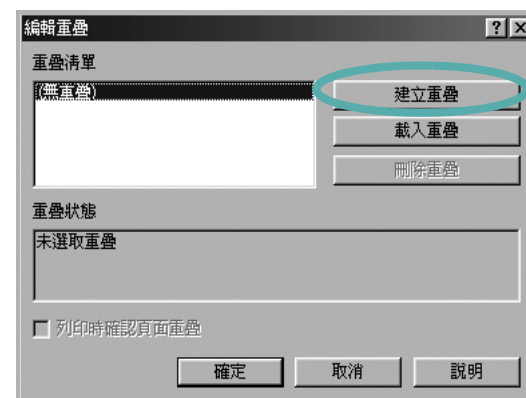 編輯重疊
重疊清單
(無重疊)
建立重疊
載入重疊
刪除重疊
重疊狀態
未選取重疊
列印時確認頁面重疊
確定
取消
說明